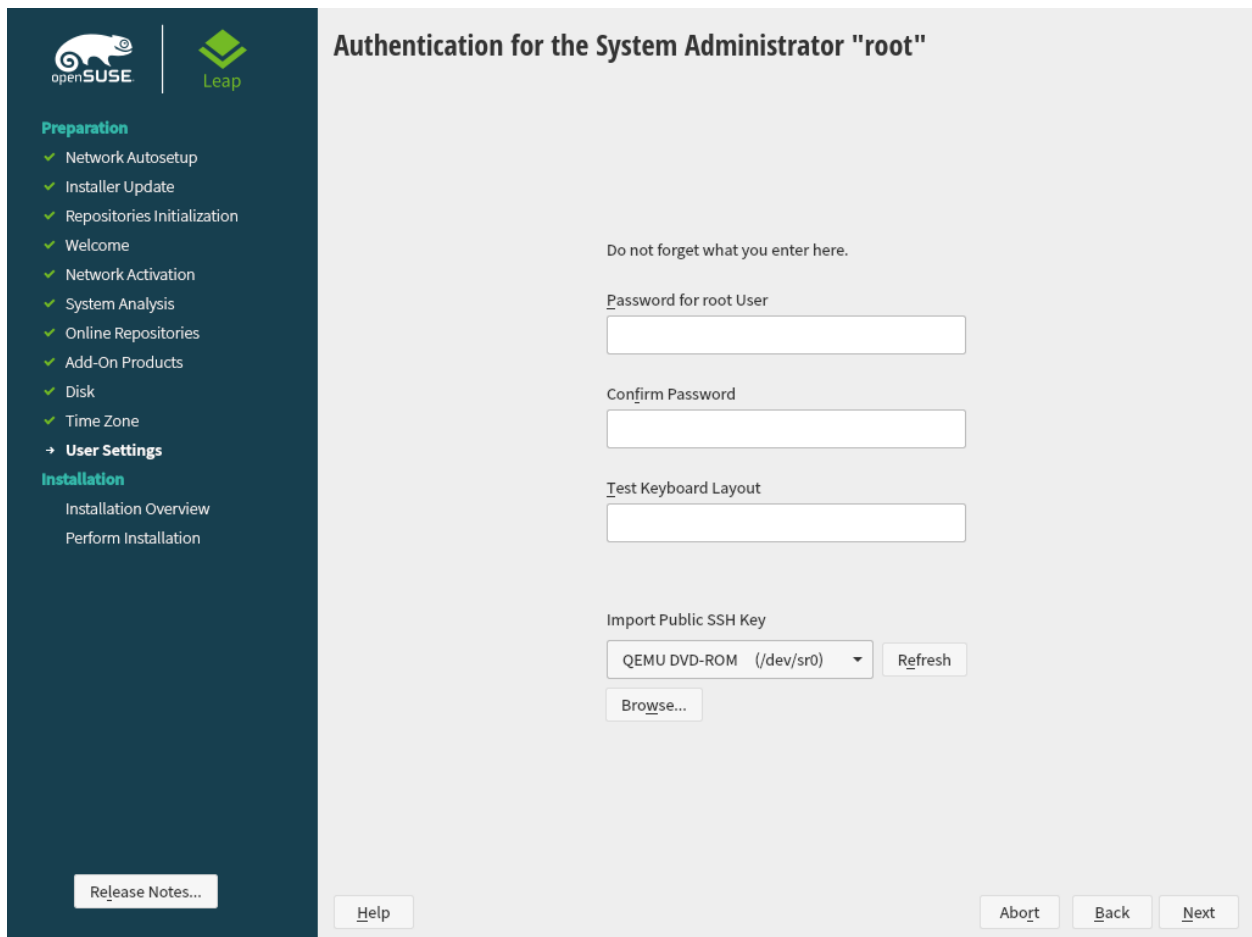 openSUSE
Leap
Preparation
Network Autosetup
Installer Update
Repositories Initialization
Welcome
Network Activation
System Analysis
Online Repositories
Add-On Products
Disk
Time Zone
User Settings
Installation
Installation Overview
Perform Installation
Release Notes...
Authentication for the System Administrator "root"
Do not forget what you enter here.
Password for root User
Confirm Password
Test Keyboard Layout
Import Public SSH Key
QEMU DVD-ROM (/dev/sr0) Refresh
Browse...
Help Abort Back Next